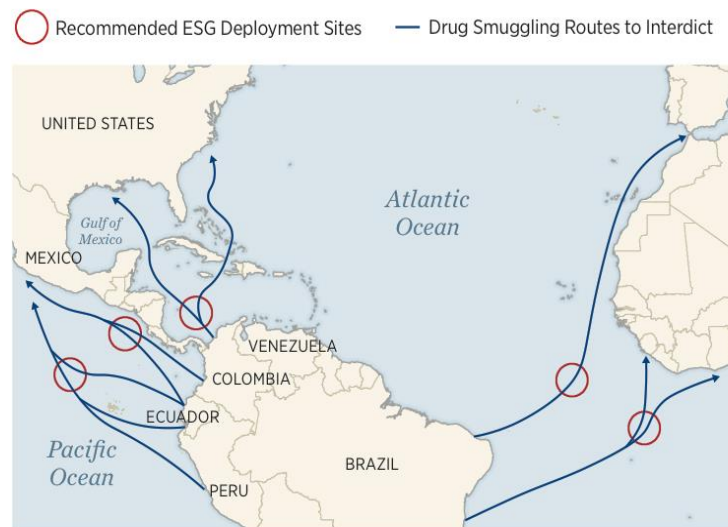 Recommended ESG Deployment Sites
Drug Smuggling Routes to Interdict
UNITED STATES
Atlantic
Ocean
Gulf of
Mexico
MEXICO
VENEZUELA
COLOMBIA
ECUADOR
Pacific
Ocean
BRAZIL
PERU